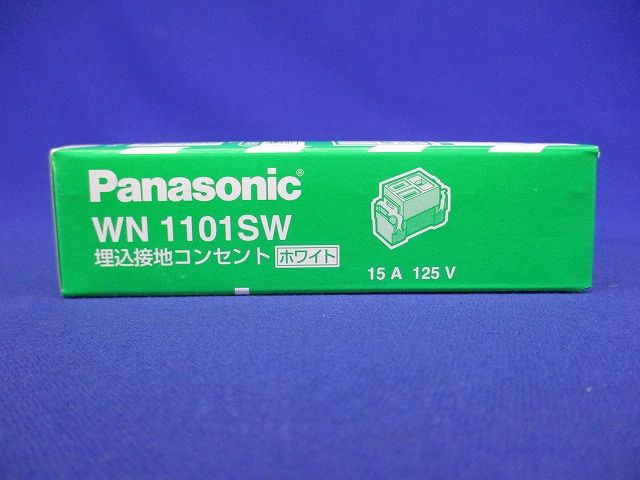 Panasonic®
WN 1101SW
埋込接地コンセント ホワイト
15 A 125 V